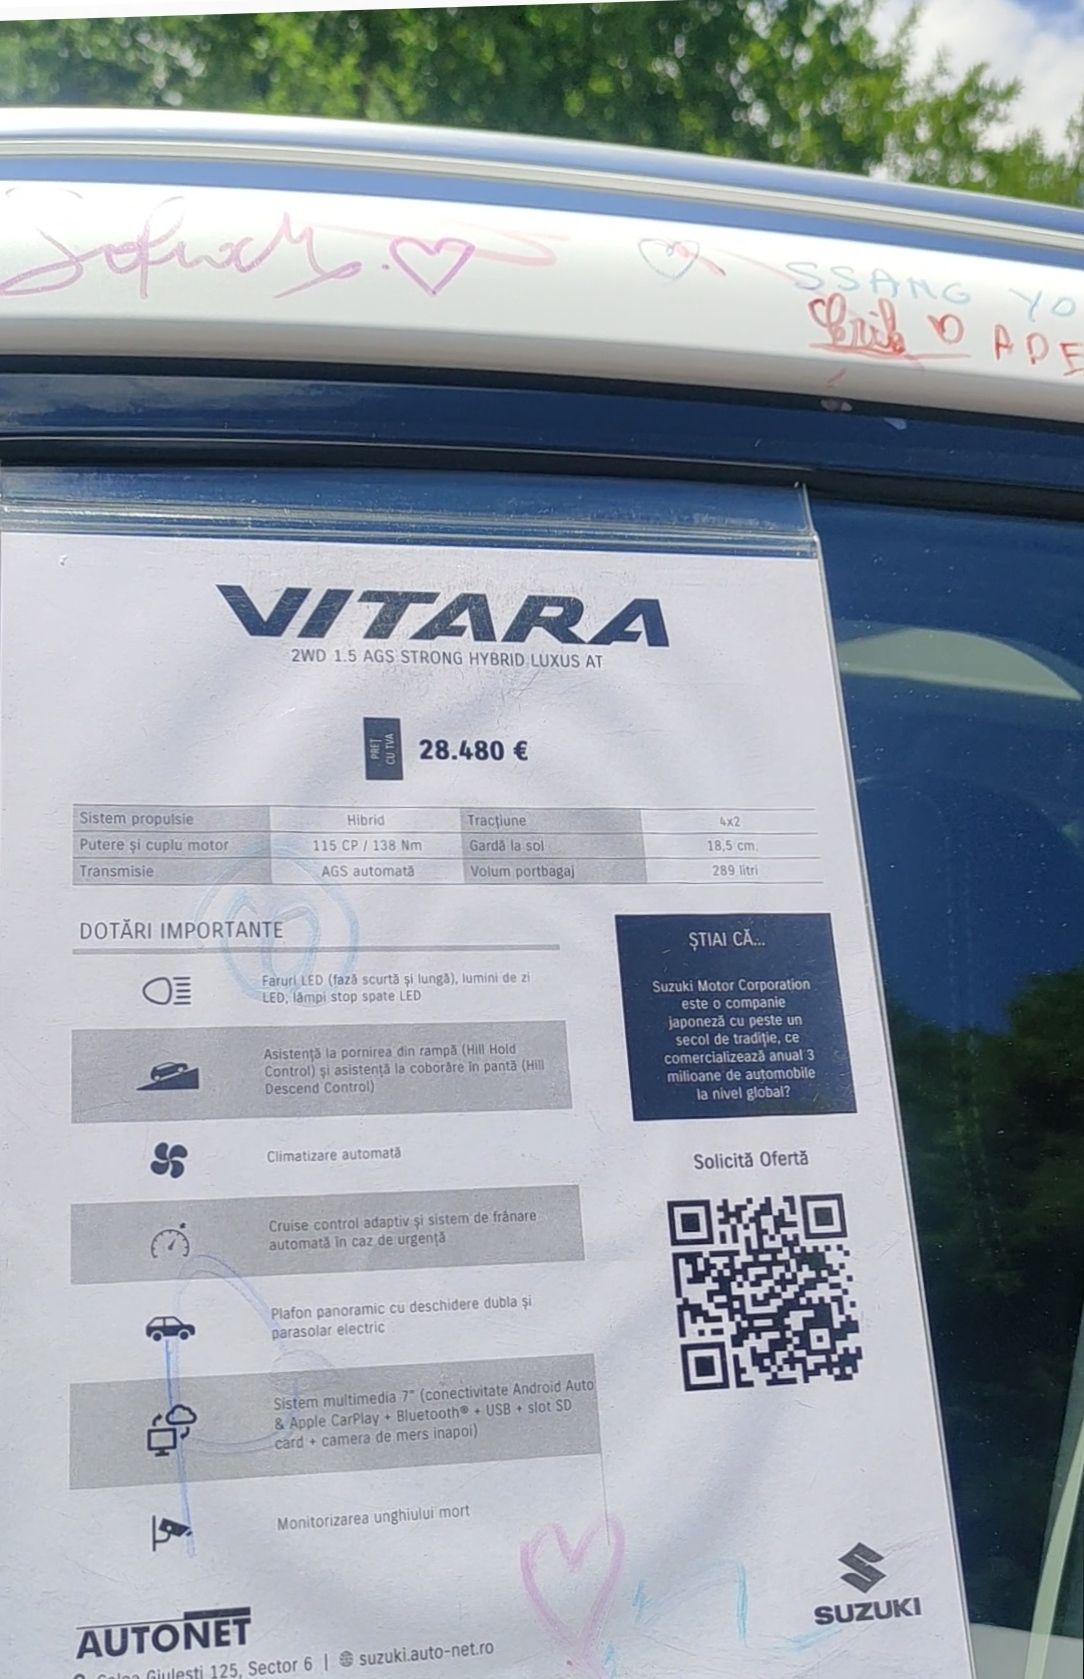 SSANG YO
Erik
ADE
VITARA
2WD 1.5 AGS STRONG HYBRID LUXUS AT
PREȚ
CU TVA
28.480 €
Sistem propulsie Hibrid Tracțiune 4x2
Putere și cuplu motor 115 CP / 138 Nm Gardă la sol 18,5 cm.
Transmisie AGS automată Volum portbagaj 289 litri
DOTĂRI IMPORTANTE
Faruri LED (fază scurtă și lungă), lumini de zi
LED, lămpi stop spate LED
Asistență la pornirea din rampă (Hill Hold
Control) și asistență la coborâre în pantă (Hill
Descend Control)
Climatizare automată
Cruise control adaptiv și sistem de frânare
automată în caz de urgență
Plafon panoramic cu deschidere dubla și
parasolar electric
Sistem multimedia 7" (conectivitate Android Auto
& Apple CarPlay + Bluetooth® + USB + slot SD
card + camera de mers inapoi)
Monitorizarea unghiului mort
ȘTIAI CĂ...
Suzuki Motor Corporation
este o companie
japoneză cu peste un
secol de tradiție, ce
comercializează anual 3
milioane de automobile
la nivel global?
Solicită Ofertă
SUZUKI
AUTONET
Calea Giulești 125, Sector 6 | suzuki.auto-net.ro